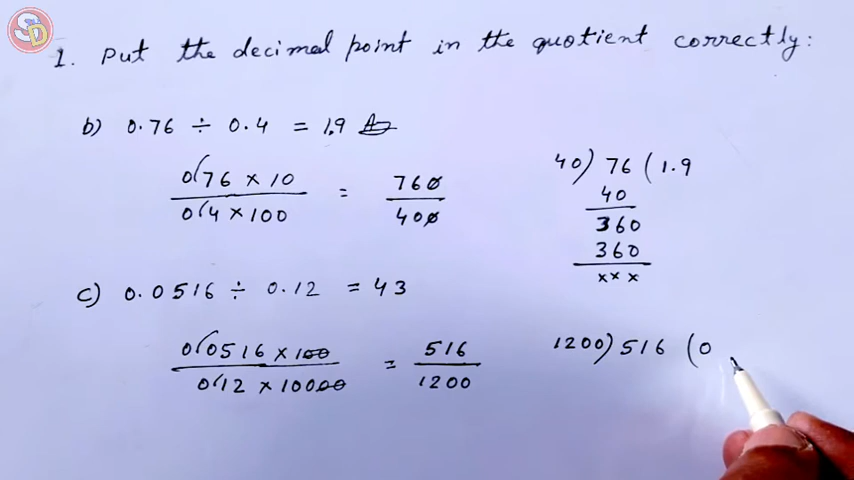 SD
1. Put the decimal point in the quotient correctly:
b) 0.76 ÷ 0.4 = 1.9
0/76 × 10 / 0/4 × 100 = 760 / 400
40) 76 (1.9
40
360
360
×××
c) 0.0516 ÷ 0.12 = 43
0/0516 × 100 / 0/12 × 10000 = 516 / 1200
1200) 516 (0